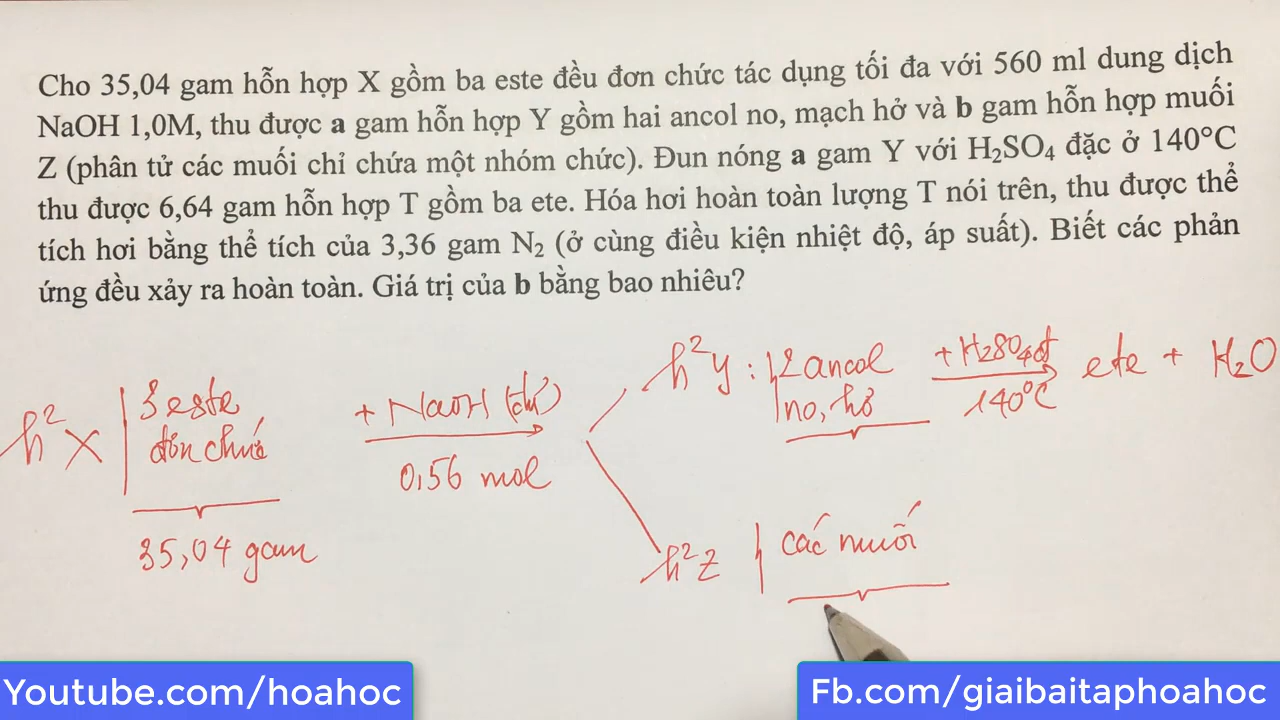 Cho 35,04 gam hỗn hợp X gồm ba este đều đơn chức tác dụng tối đa với 560 ml dung dịch
NaOH 1,0M, thu được a gam hỗn hợp Y gồm hai ancol no, mạch hở và b gam hỗn hợp muối
Z (phân tử các muối chỉ chứa một nhóm chức). Đun nóng a gam Y với H₂SO₄ đặc ở 140°C
thu được 6,64 gam hỗn hợp T gồm ba ete. Hóa hơi hoàn toàn lượng T nói trên, thu được thể
tích hơi bằng thể tích của 3,36 gam N₂ (ở cùng điều kiện nhiệt độ, áp suất). Biết các phản
ứng đều xảy ra hoàn toàn. Giá trị của b bằng bao nhiêu?
h² Y : 2 ancol no, hở
+ H₂SO₄ đ
140°C
ete + H₂O
h² X
3 este
đơn chức
+ NaOH (đủ)
0,56 mol
35,04 gam
h² Z
các muối
Youtube.com/hoahoc
Fb.com/giaibaitaphoahoc